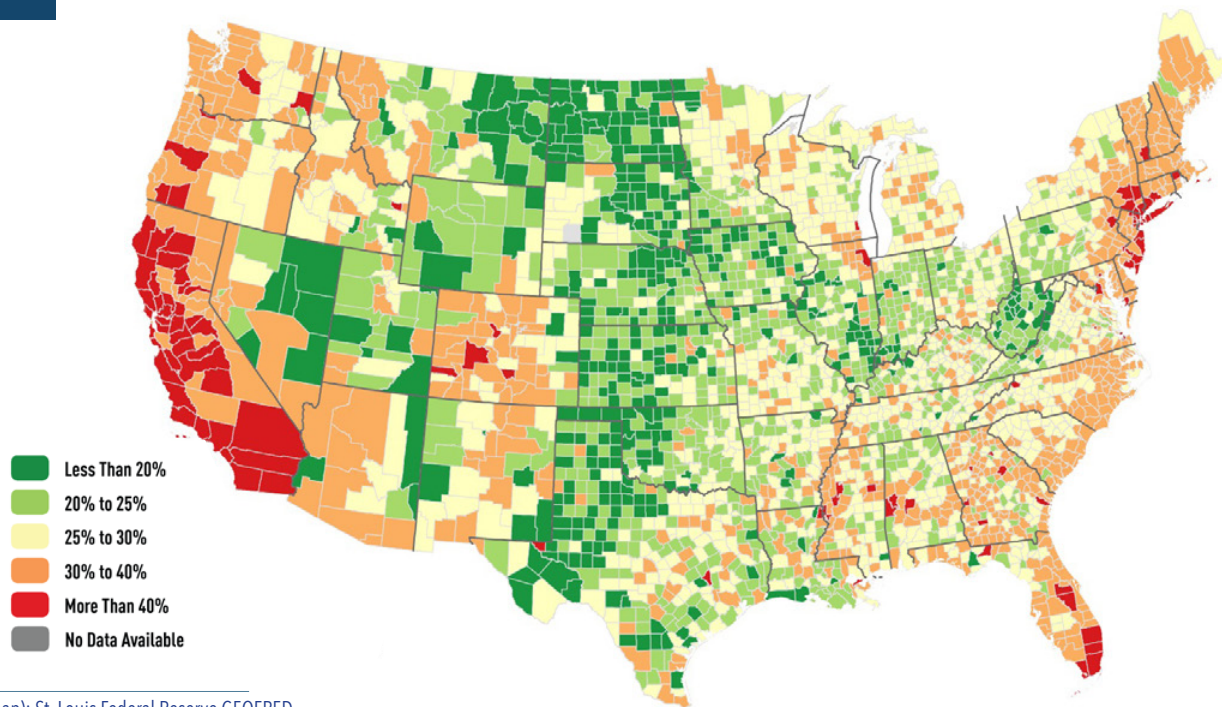 Less Than 20%
20% to 25%
25% to 30%
30% to 40%
More Than 40%
No Data Available
St. Louis Federal Reserve GEOFRED